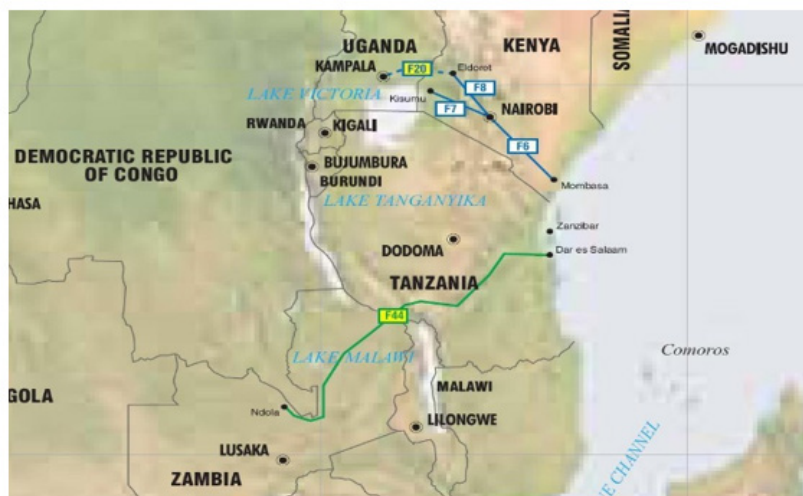 UGANDA
KENYA
SOMALIA
MOGADISHU
KAMPALA
F20
Eldoret
LAKE VICTORIA
Kisumu
F8
F7
NAIROBI
RWANDA
KIGALI
F6
DEMOCRATIC REPUBLIC
OF CONGO
BUJUMBURA
BURUNDI
Mombasa
LAKE TANGANYIKA
HASA
Zanzibar
DODOMA
Dar es Salaam
TANZANIA
F44
LAKE MALAWI
Comoros
MALAWI
GOLA
Ndola
LILONGWE
LUSAKA
ZAMBIA
E CHANNEL